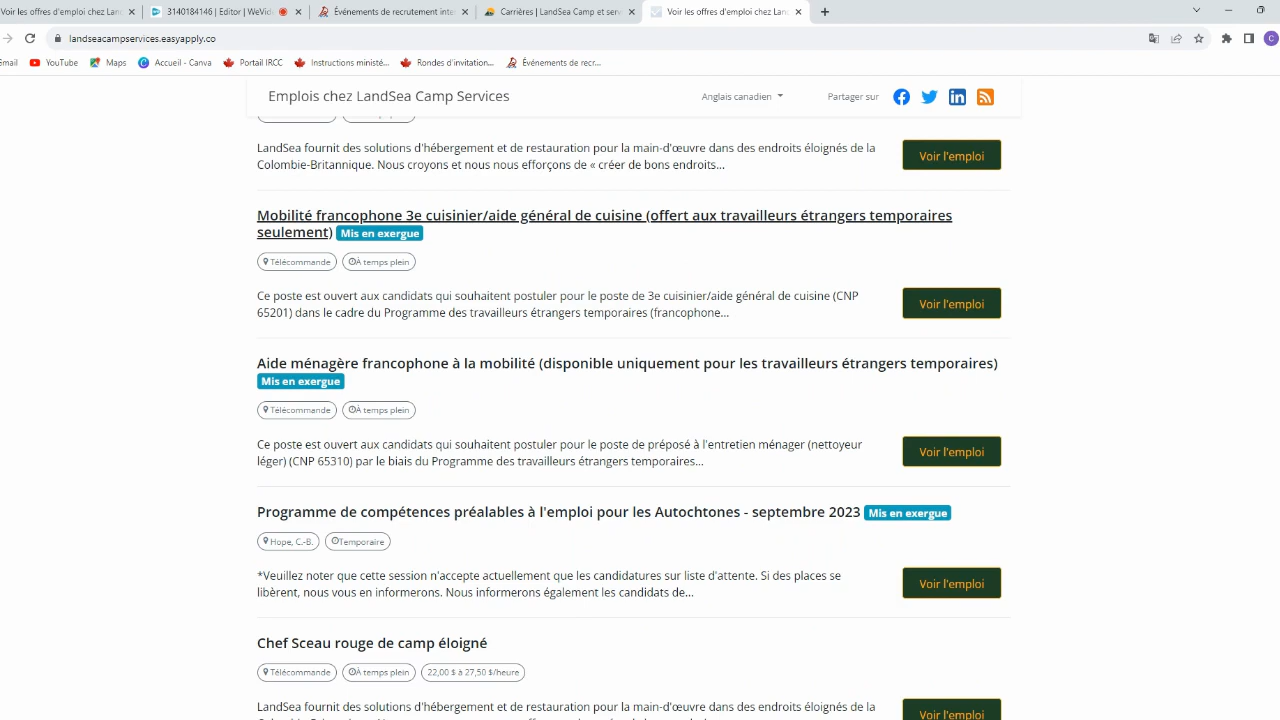 Voir les offres d'emploi chez Lan
3140184146 | Editor | WeVid
Événements de recrutement inte
Carrières | LandSea Camp et serv
Voir les offres d'emploi chez Lan
landseacampservices.easyapply.co
C
Gmail
YouTube
Maps
Accueil - Canva
Portail IRCC
Instructions ministé...
Rondes d'invitation...
Événements de recr...
Emplois chez LandSea Camp Services
Anglais canadien
Partager sur
LandSea fournit des solutions d'hébergement et de restauration pour la main-d'œuvre dans des endroits éloignés de la
Colombie-Britannique. Nous croyons et nous nous efforçons de « créer de bons endroits...
Voir l'emploi
Mobilité francophone 3e cuisinier/aide général de cuisine (offert aux travailleurs étrangers temporaires
seulement) Mis en exergue
Télécommande
À temps plein
Ce poste est ouvert aux candidats qui souhaitent postuler pour le poste de 3e cuisinier/aide général de cuisine (CNP
65201) dans le cadre du Programme des travailleurs étrangers temporaires (francophone...
Voir l'emploi
Aide ménagère francophone à la mobilité (disponible uniquement pour les travailleurs étrangers temporaires)
Mis en exergue
Télécommande
À temps plein
Ce poste est ouvert aux candidats qui souhaitent postuler pour le poste de préposé à l'entretien ménager (nettoyeur
léger) (CNP 65310) par le biais du Programme des travailleurs étrangers temporaires...
Voir l'emploi
Programme de compétences préalables à l'emploi pour les Autochtones - septembre 2023 Mis en exergue
Hope, C.-B.
Temporaire
*Veuillez noter que cette session n'accepte actuellement que les candidatures sur liste d'attente. Si des places se
libèrent, nous vous en informerons. Nous informerons également les candidats de...
Voir l'emploi
Chef Sceau rouge de camp éloigné
Télécommande
À temps plein
22,00 $ à 27,50 $/heure
LandSea fournit des solutions d'hébergement et de restauration pour la main-d'œuvre dans des endroits éloignés de la
Voir l'emploi